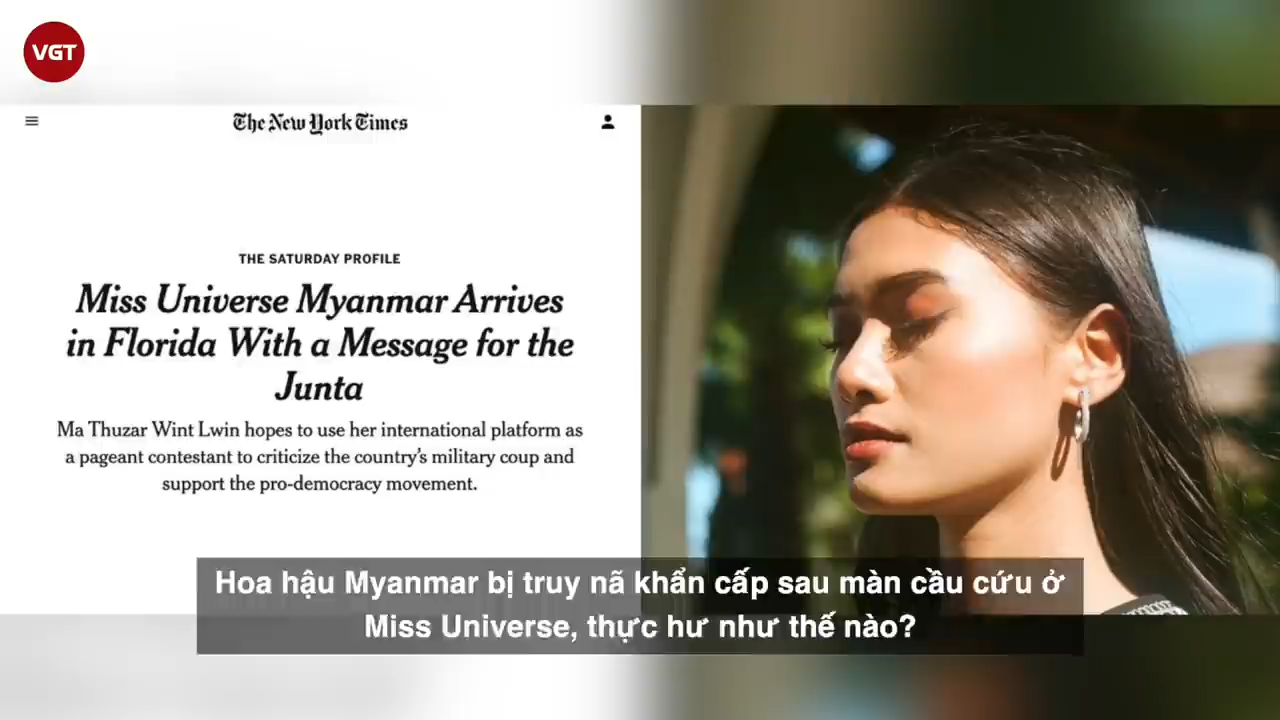 VGT
The New York Times
THE SATURDAY PROFILE
Miss Universe Myanmar Arrives
in Florida With a Message for the
Junta
Ma Thuzar Wint Lwin hopes to use her international platform as
a pageant contestant to criticize the country's military coup and
support the pro-democracy movement.
Hoa hậu Myanmar bị truy nã khẩn cấp sau màn cầu cứu ở
Miss Universe, thực hư như thế nào?